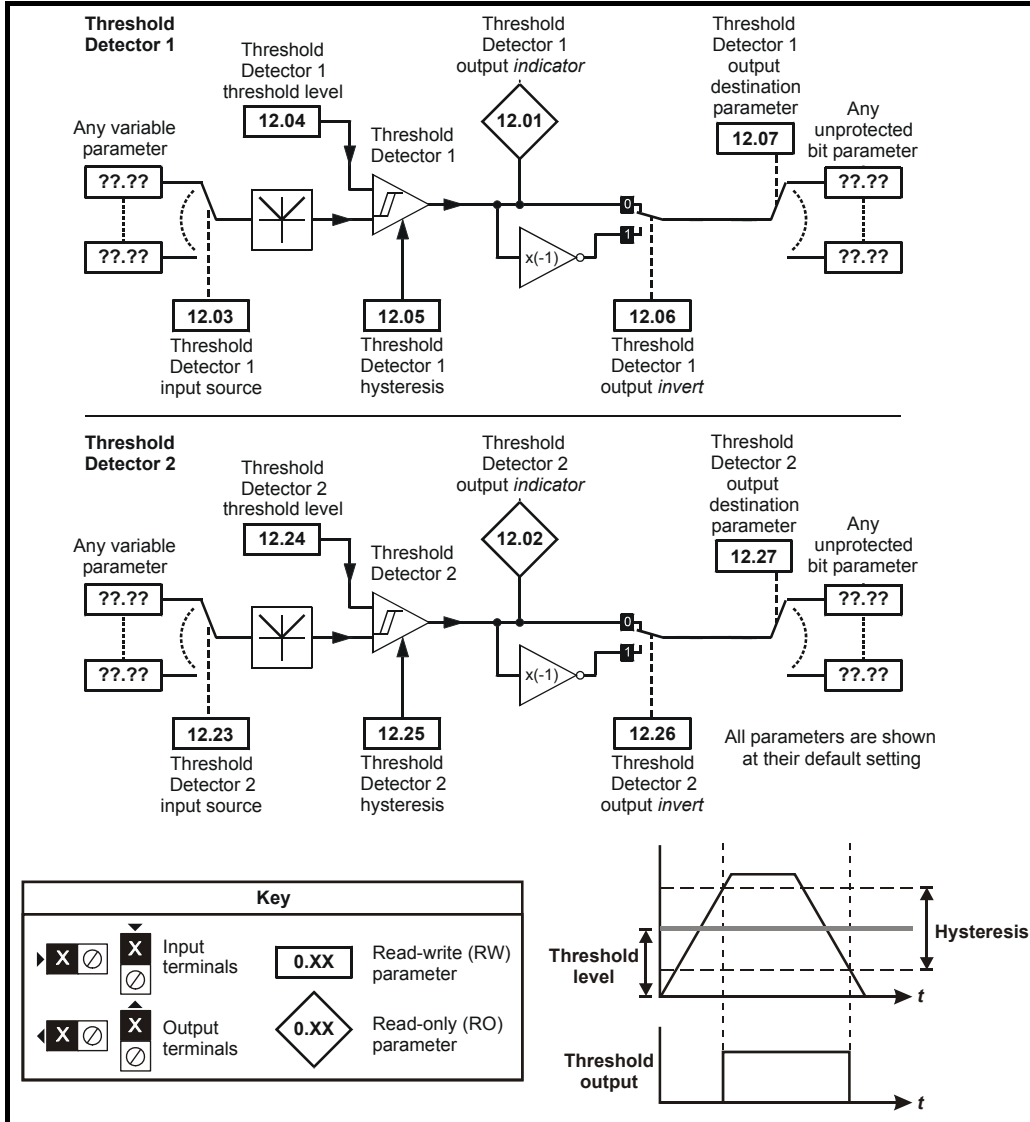 Threshold
Detector 1
Threshold
Detector 1
threshold level
12.04
Threshold
Detector 1
output indicator
12.01
Threshold
Detector 1
output
destination
parameter
12.07
Any variable
parameter
??.??
??.??
Threshold
Detector 1
Any
unprotected
bit parameter
??.??
??.??
0
1
x(-1)
12.03
Threshold
Detector 1
input source
12.05
Threshold
Detector 1
hysteresis
12.06
Threshold
Detector 1
output invert
Threshold
Detector 2
Threshold
Detector 2
threshold level
12.24
Threshold
Detector 2
output indicator
12.02
Threshold
Detector 2
output
destination
parameter
12.27
Any variable
parameter
??.??
??.??
Threshold
Detector 2
Any
unprotected
bit parameter
??.??
??.??
0
1
x(-1)
12.23
Threshold
Detector 2
input source
12.25
Threshold
Detector 2
hysteresis
12.26
Threshold
Detector 2
output invert
All parameters are shown
at their default setting
Key
X
X
Input
terminals
0.XX
Read-write (RW)
parameter
X
X
Output
terminals
0.XX
Read-only (RO)
parameter
Threshold
level
Hysteresis
t
Threshold
output
t